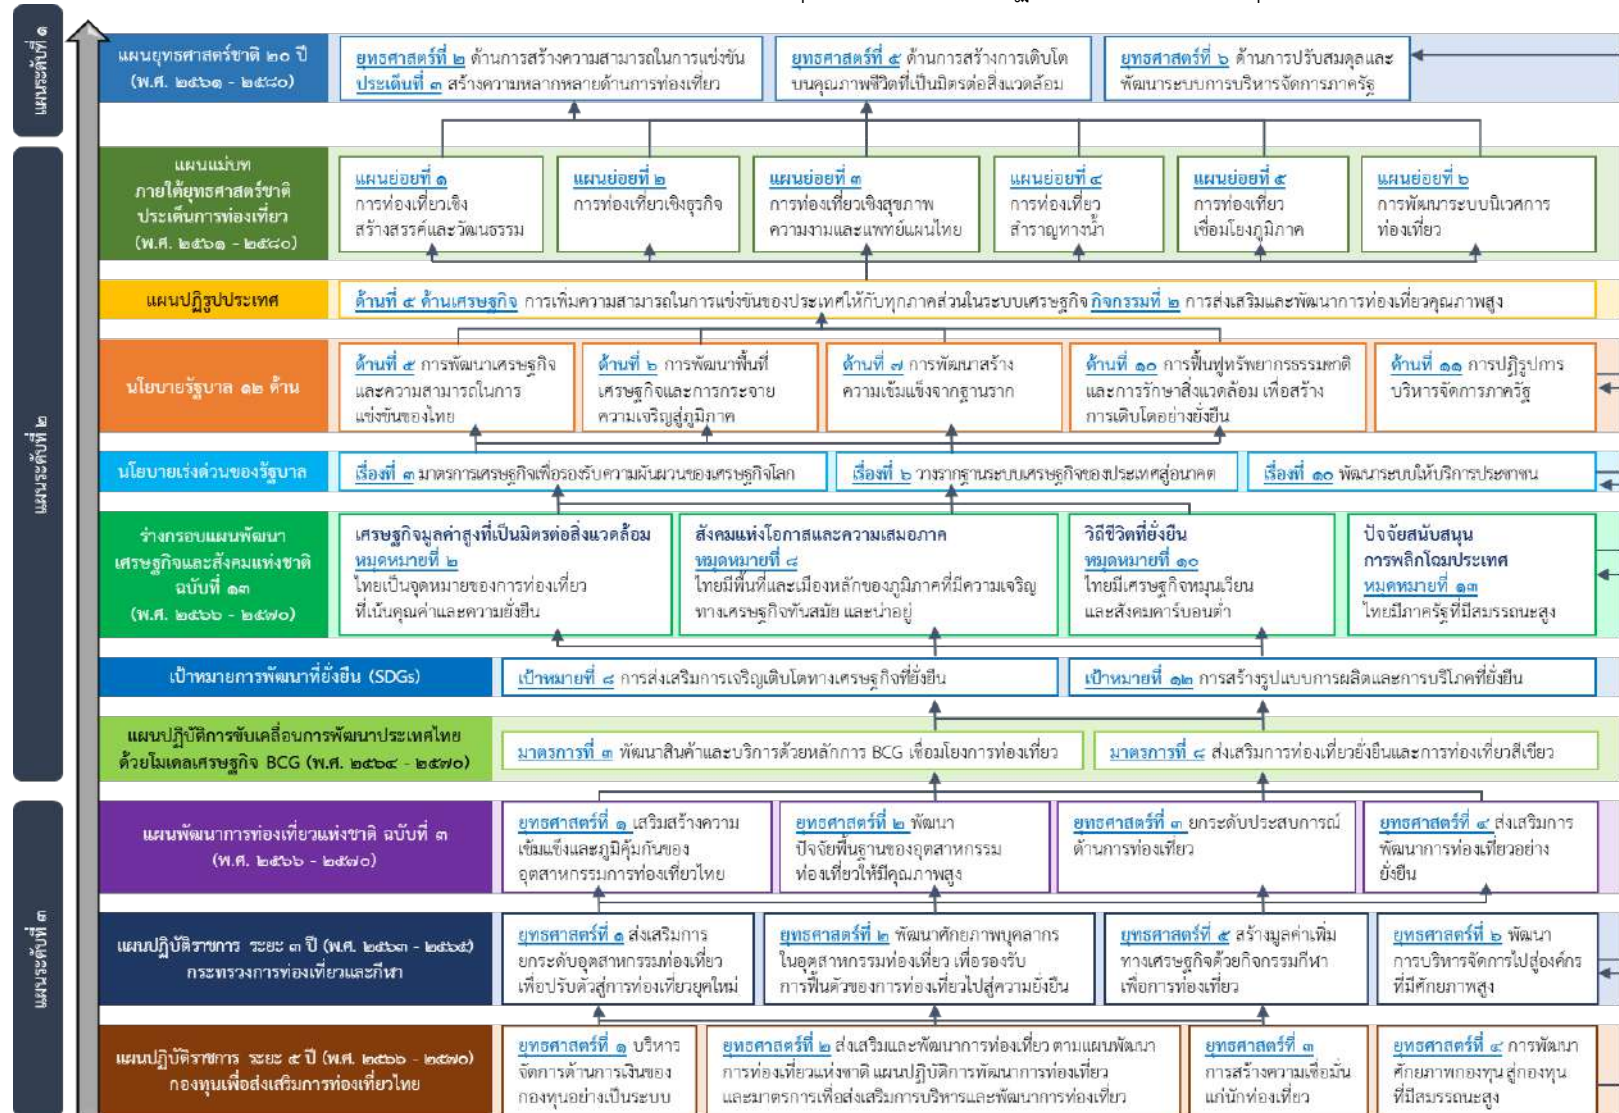 แผนระดับที่ ๑
แผนยุทธศาสตร์ชาติ ๒๐ ปี
(พ.ศ. ๒๕๖๑ - ๒๕๘๐)
ยุทธศาสตร์ที่ ๒ ด้านการสร้างความสามารถในการแข่งขัน
ประเด็นที่ ๓ สร้างความหลากหลายด้านการท่องเที่ยว
ยุทธศาสตร์ที่ ๕ ด้านการสร้างการเติบโต
บนคุณภาพชีวิตที่เป็นมิตรต่อสิ่งแวดล้อม
ยุทธศาสตร์ที่ ๖ ด้านการปรับสมดุลและ
พัฒนาระบบการบริหารจัดการภาครัฐ
แผนระดับที่ ๒
แผนแม่บท
ภายใต้ยุทธศาสตร์ชาติ
ประเด็นการท่องเที่ยว
(พ.ศ. ๒๕๖๑ - ๒๕๘๐)
แผนย่อยที่ ๑
การท่องเที่ยวเชิง
สร้างสรรค์และวัฒนธรรม
แผนย่อยที่ ๒
การท่องเที่ยวเชิงธุรกิจ
แผนย่อยที่ ๓
การท่องเที่ยวเชิงสุขภาพ
ความงามและแพทย์แผนไทย
แผนย่อยที่ ๔
การท่องเที่ยว
สำราญทางน้ำ
แผนย่อยที่ ๕
การท่องเที่ยว
เชื่อมโยงภูมิภาค
แผนย่อยที่ ๖
การพัฒนาระบบนิเวศการ
ท่องเที่ยว
แผนปฏิรูปประเทศ
ด้านที่ ๕ ด้านเศรษฐกิจ การเพิ่มความสามารถในการแข่งขันของประเทศให้กับทุกภาคส่วนในระบบเศรษฐกิจ กิจกรรมที่ ๒ การส่งเสริมและพัฒนาการท่องเที่ยวคุณภาพสูง
นโยบายรัฐบาล ๑๒ ด้าน
ด้านที่ ๕ การพัฒนาเศรษฐกิจ
และความสามารถในการ
แข่งขันของไทย
ด้านที่ ๖ การพัฒนาพื้นที่
เศรษฐกิจและการกระจาย
ความเจริญสู่ภูมิภาค
ด้านที่ ๗ การพัฒนาสร้าง
ความเข้มแข็งจากฐานราก
ด้านที่ ๑๐ การฟื้นฟูทรัพยากรธรรมชาติ
และการรักษาสิ่งแวดล้อม เพื่อสร้าง
การเติบโตอย่างยั่งยืน
ด้านที่ ๑๑ การปฏิรูปการ
บริหารจัดการภาครัฐ
นโยบายเร่งด่วนของรัฐบาล
เรื่องที่ ๓ มาตรการเศรษฐกิจเพื่อรองรับความผันผวนของเศรษฐกิจโลก
เรื่องที่ ๖ วางรากฐานระบบเศรษฐกิจของประเทศสู่อนาคต
เรื่องที่ ๑๐ พัฒนาระบบให้บริการประชาชน
ร่างกรอบแผนพัฒนา
เศรษฐกิจและสังคมแห่งชาติ
ฉบับที่ ๑๓
(พ.ศ. ๒๕๖๖ - ๒๕๗๐)
เศรษฐกิจมูลค่าสูงที่เป็นมิตรต่อสิ่งแวดล้อม
หมุดหมายที่ ๒
ไทยเป็นจุดหมายของการท่องเที่ยว
ที่เน้นคุณค่าและความยั่งยืน
สังคมแห่งโอกาสและความเสมอภาค
หมุดหมายที่ ๘
ไทยมีพื้นที่และเมืองหลักของภูมิภาคที่มีความเจริญ
ทางเศรษฐกิจทันสมัย และน่าอยู่
วิถีชีวิตที่ยั่งยืน
หมุดหมายที่ ๑๐
ไทยมีเศรษฐกิจหมุนเวียน
และสังคมคาร์บอนต่ำ
ปัจจัยสนับสนุน
การพลิกโฉมประเทศ
หมุดหมายที่ ๑๓
ไทยมีภาครัฐที่มีสมรรถนะสูง
เป้าหมายการพัฒนาที่ยั่งยืน (SDGs)
เป้าหมายที่ ๘ การส่งเสริมการเจริญเติบโตทางเศรษฐกิจที่ยั่งยืน
เป้าหมายที่ ๑๒ การสร้างรูปแบบการผลิตและการบริโภคที่ยั่งยืน
แผนปฏิบัติการขับเคลื่อนการพัฒนาประเทศไทย
ด้วยโมเดลเศรษฐกิจ BCG (พ.ศ. ๒๕๖๔ - ๒๕๗๐)
มาตรการที่ ๓ พัฒนาสินค้าและบริการด้วยหลักการ BCG เชื่อมโยงการท่องเที่ยว
มาตรการที่ ๘ ส่งเสริมการท่องเที่ยวยั่งยืนและการท่องเที่ยวสีเขียว
แผนระดับที่ ๓
แผนพัฒนาการท่องเที่ยวแห่งชาติ ฉบับที่ ๓
(พ.ศ. ๒๕๖๖ - ๒๕๗๐)
ยุทธศาสตร์ที่ ๑ เสริมสร้างความ
เข้มแข็งและภูมิคุ้มกันของ
อุตสาหกรรมการท่องเที่ยวไทย
ยุทธศาสตร์ที่ ๒ พัฒนา
ปัจจัยพื้นฐานของอุตสาหกรรม
ท่องเที่ยวให้มีคุณภาพสูง
ยุทธศาสตร์ที่ ๓ ยกระดับประสบการณ์
ด้านการท่องเที่ยว
ยุทธศาสตร์ที่ ๔ ส่งเสริมการ
พัฒนาการท่องเที่ยวอย่าง
ยั่งยืน
แผนปฏิบัติราชการ ระยะ ๓ ปี (พ.ศ. ๒๕๖๓ - ๒๕๖๕)
กระทรวงการท่องเที่ยวและกีฬา
ยุทธศาสตร์ที่ ๑ ส่งเสริมการ
ยกระดับอุตสาหกรรมท่องเที่ยว
เพื่อปรับตัวสู่การท่องเที่ยวยุคใหม่
ยุทธศาสตร์ที่ ๒ พัฒนาศักยภาพบุคลากร
ในอุตสาหกรรมท่องเที่ยว เพื่อรองรับ
การฟื้นตัวของการท่องเที่ยวไปสู่ความยั่งยืน
ยุทธศาสตร์ที่ ๕ สร้างมูลค่าเพิ่ม
ทางเศรษฐกิจด้วยกิจกรรมกีฬา
เพื่อการท่องเที่ยว
ยุทธศาสตร์ที่ ๖ พัฒนา
การบริหารจัดการไปสู่องค์กร
ที่มีศักยภาพสูง
แผนปฏิบัติราชการ ระยะ ๕ ปี (พ.ศ. ๒๕๖๖ - ๒๕๗๐)
กองทุนเพื่อส่งเสริมการท่องเที่ยวไทย
ยุทธศาสตร์ที่ ๑ บริหาร
จัดการด้านการเงินของ
กองทุนอย่างเป็นระบบ
ยุทธศาสตร์ที่ ๒ ส่งเสริมและพัฒนาการท่องเที่ยว ตามแผนพัฒนา
การท่องเที่ยวแห่งชาติ แผนปฏิบัติการพัฒนาการท่องเที่ยว
และมาตรการเพื่อส่งเสริมการบริหารและพัฒนาการท่องเที่ยว
ยุทธศาสตร์ที่ ๓
การสร้างความเชื่อมั่น
แก่นักท่องเที่ยว
ยุทธศาสตร์ที่ ๔ การพัฒนา
ศักยภาพกองทุน สู่กองทุน
ที่มีสมรรถนะสูง